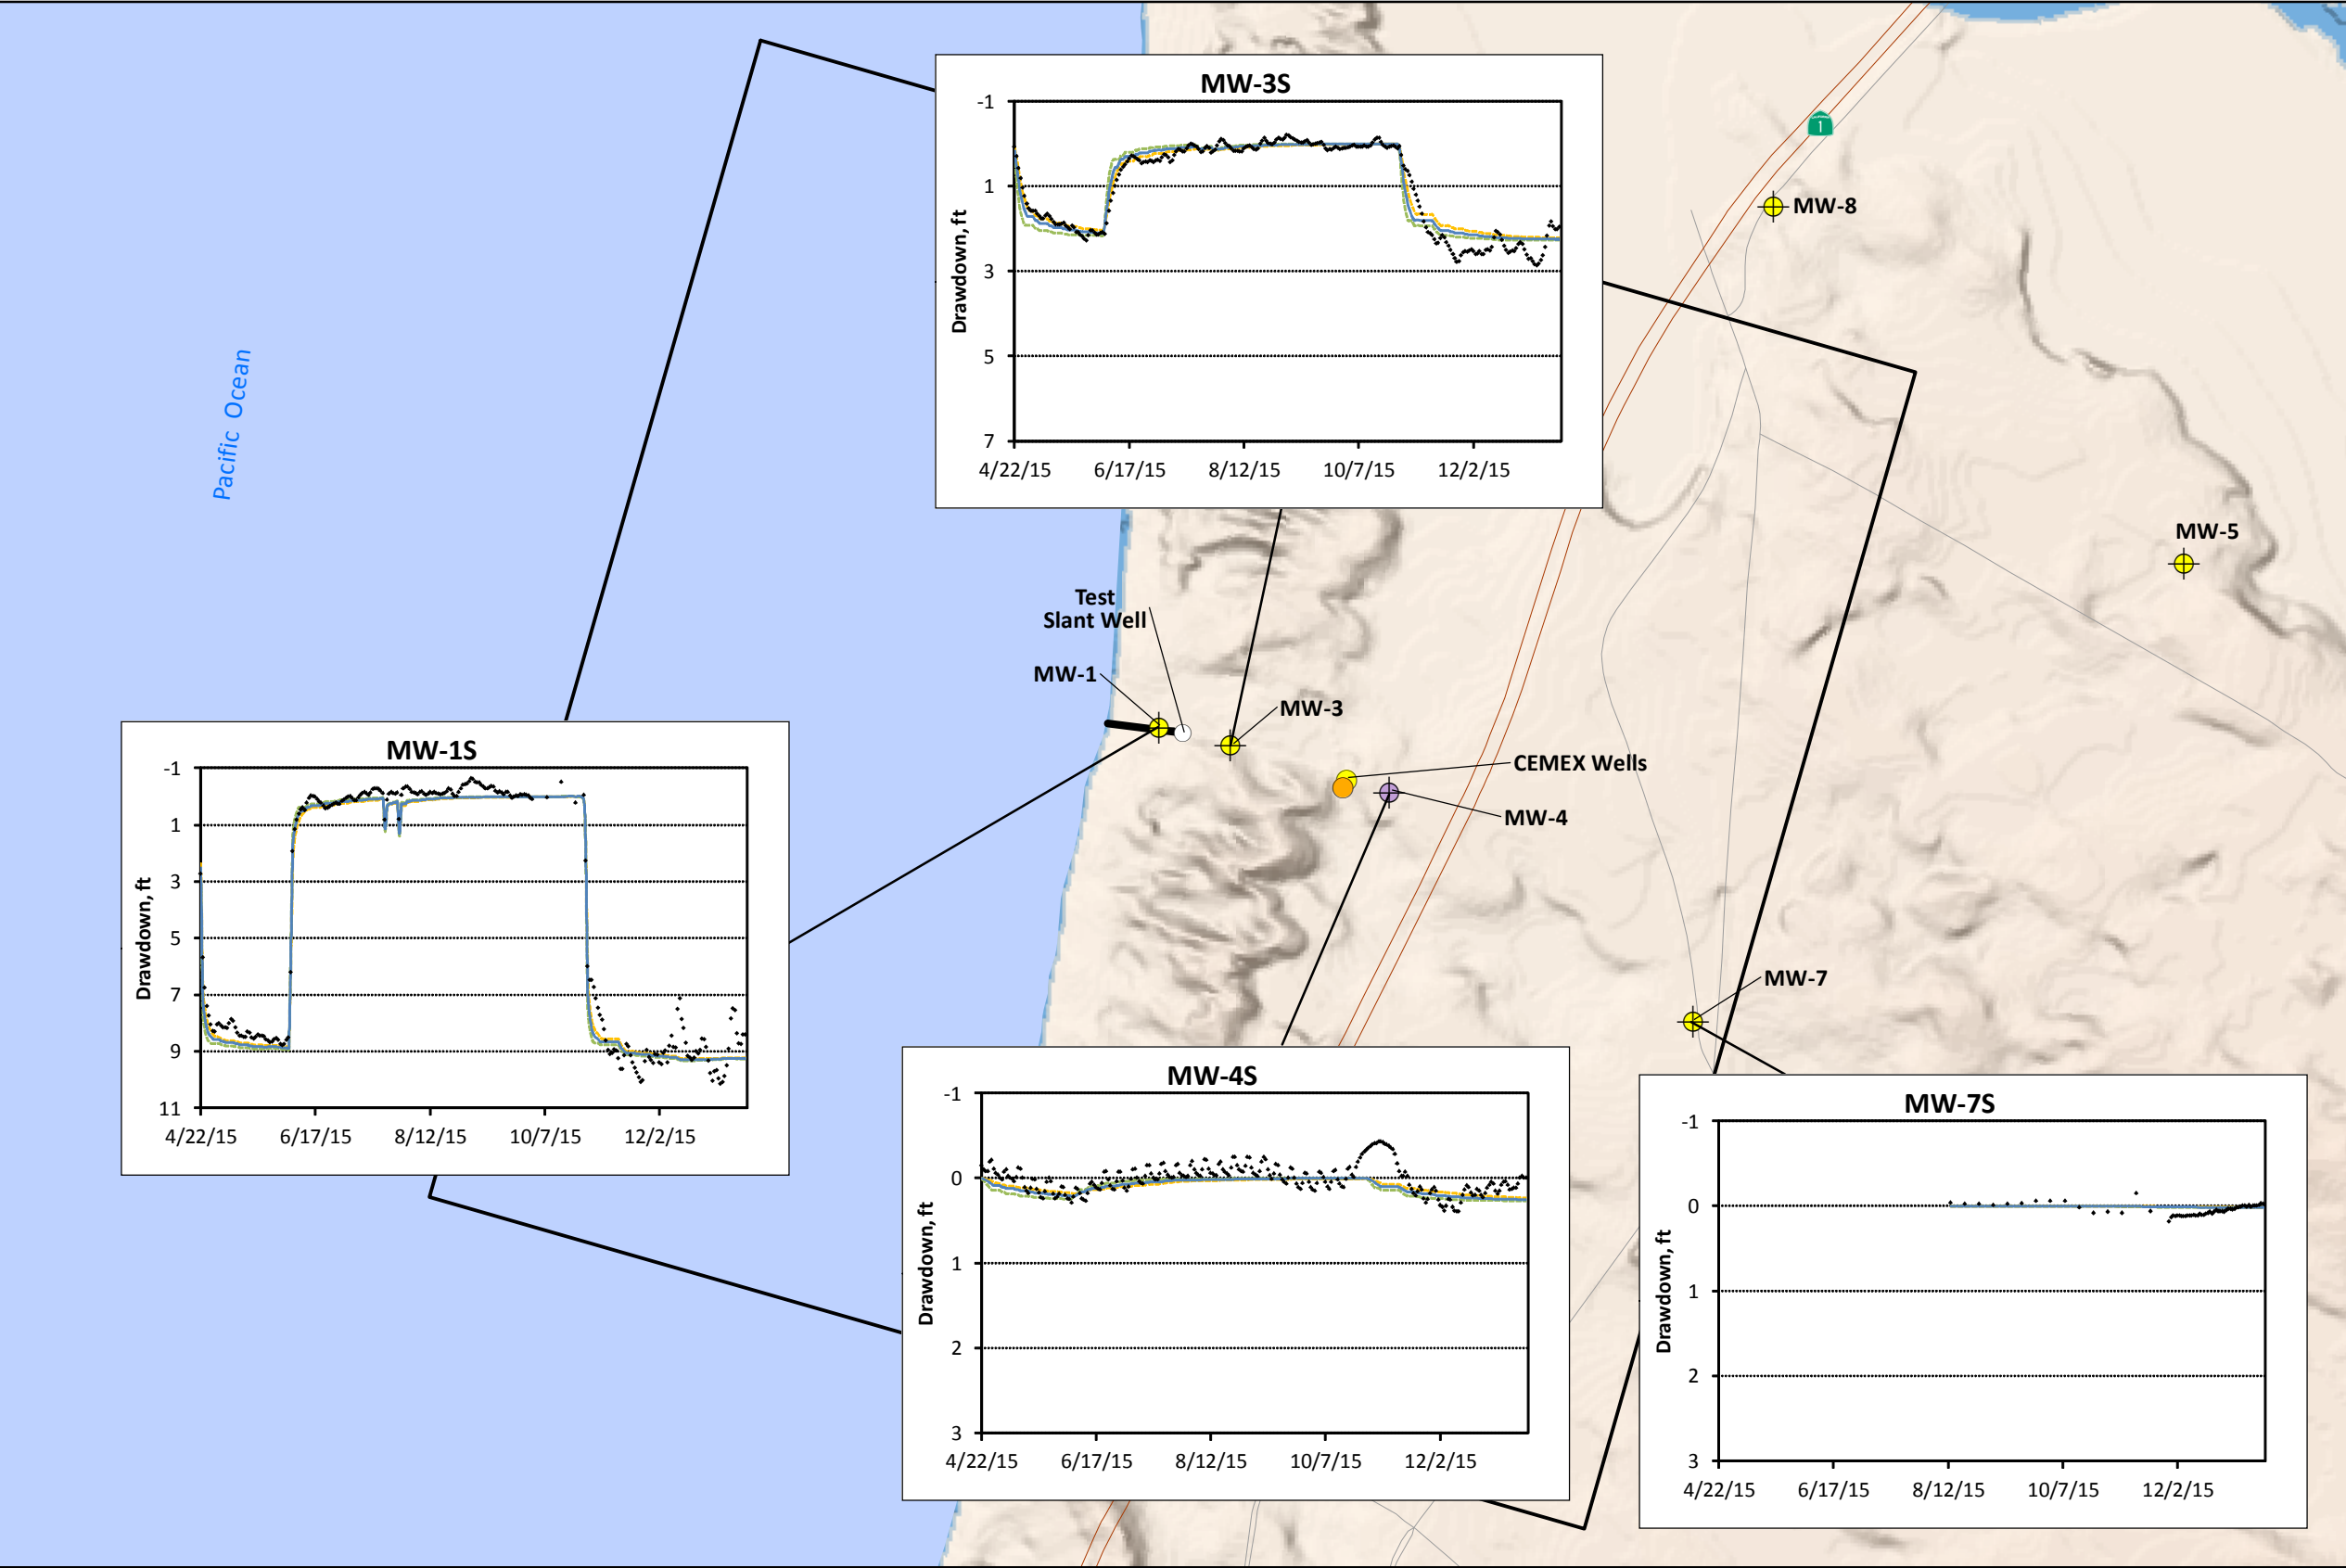 MW-3S
-1
1
3
5
7
Drawdown, ft
4/22/15 6/17/15 8/12/15 10/7/15 12/2/15
1
MW-8
Pacific Ocean
MW-5
Test
Slant Well
MW-1
MW-3
CEMEX Wells
MW-4
MW-7
MW-1S
-1
1
3
5
7
9
11
Drawdown, ft
4/22/15 6/17/15 8/12/15 10/7/15 12/2/15
MW-4S
-1
0
1
2
3
Drawdown, ft
4/22/15 6/17/15 8/12/15 10/7/15 12/2/15
MW-7S
-1
0
1
2
3
Drawdown, ft
4/22/15 6/17/15 8/12/15 10/7/15 12/2/15